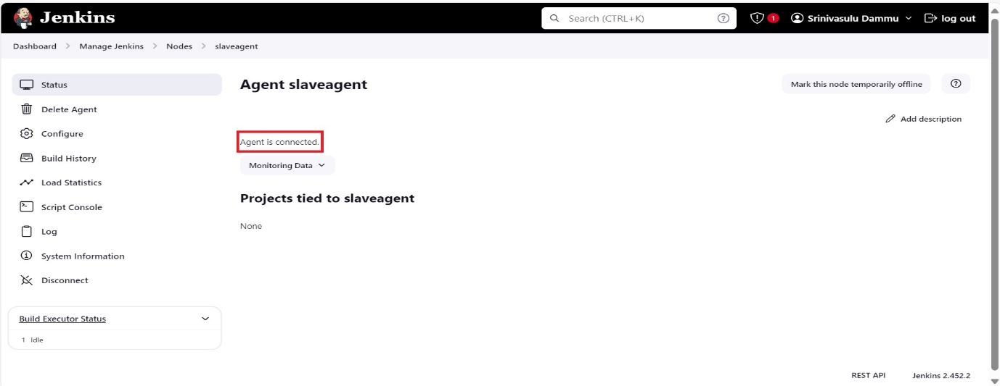 Jenkins
Search (CTRL+K)
1
Srinivasulu Dammu
log out
Dashboard > Manage Jenkins > Nodes > slaveagent
Status
Delete Agent
Configure
Build History
Load Statistics
Script Console
Log
System Information
Disconnect
Build Executor Status
1 Idle
Agent slaveagent
Mark this node temporarily offline
Add description
Agent is connected.
Monitoring Data
Projects tied to slaveagent
None
REST API
Jenkins 2.452.2